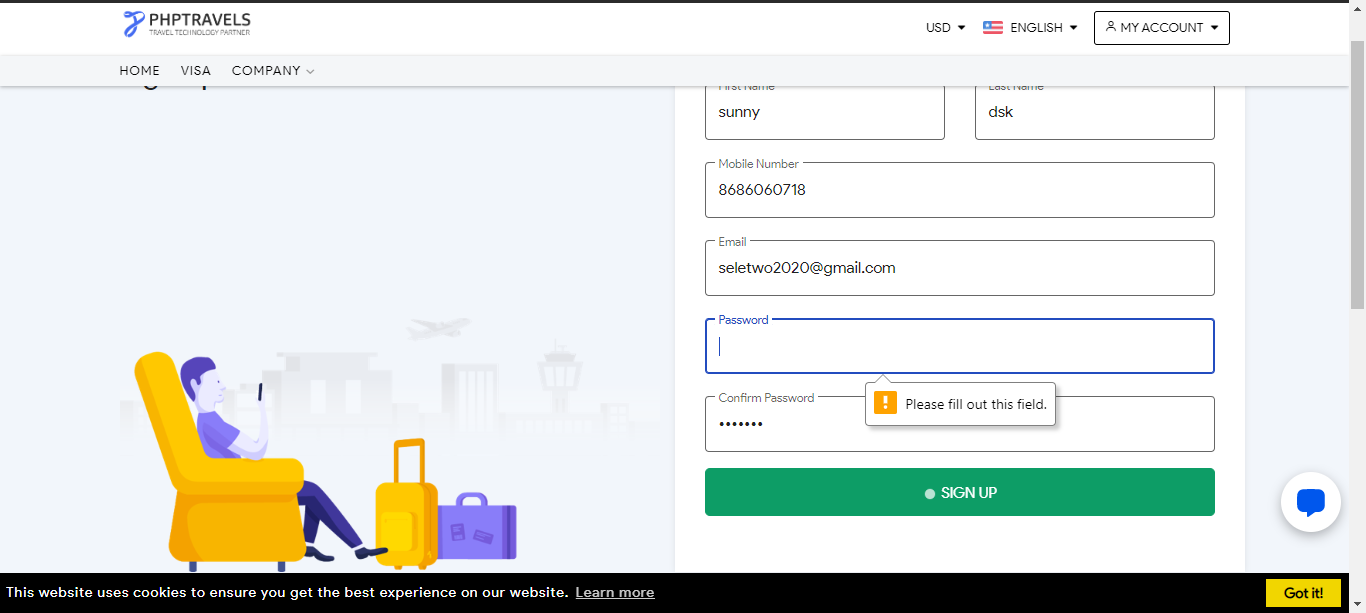 PHPTRAVELS
TRAVEL TECHNOLOGY PARTNER
USD
ENGLISH
MY ACCOUNT
HOME VISA COMPANY
First Name Last Name
sunny dsk
Mobile Number
8686060718
Email
seletwo2020@gmail.com
Password
Confirm Password
Please fill out this field.
SIGN UP
This website uses cookies to ensure you get the best experience on our website. Learn more
Got it!